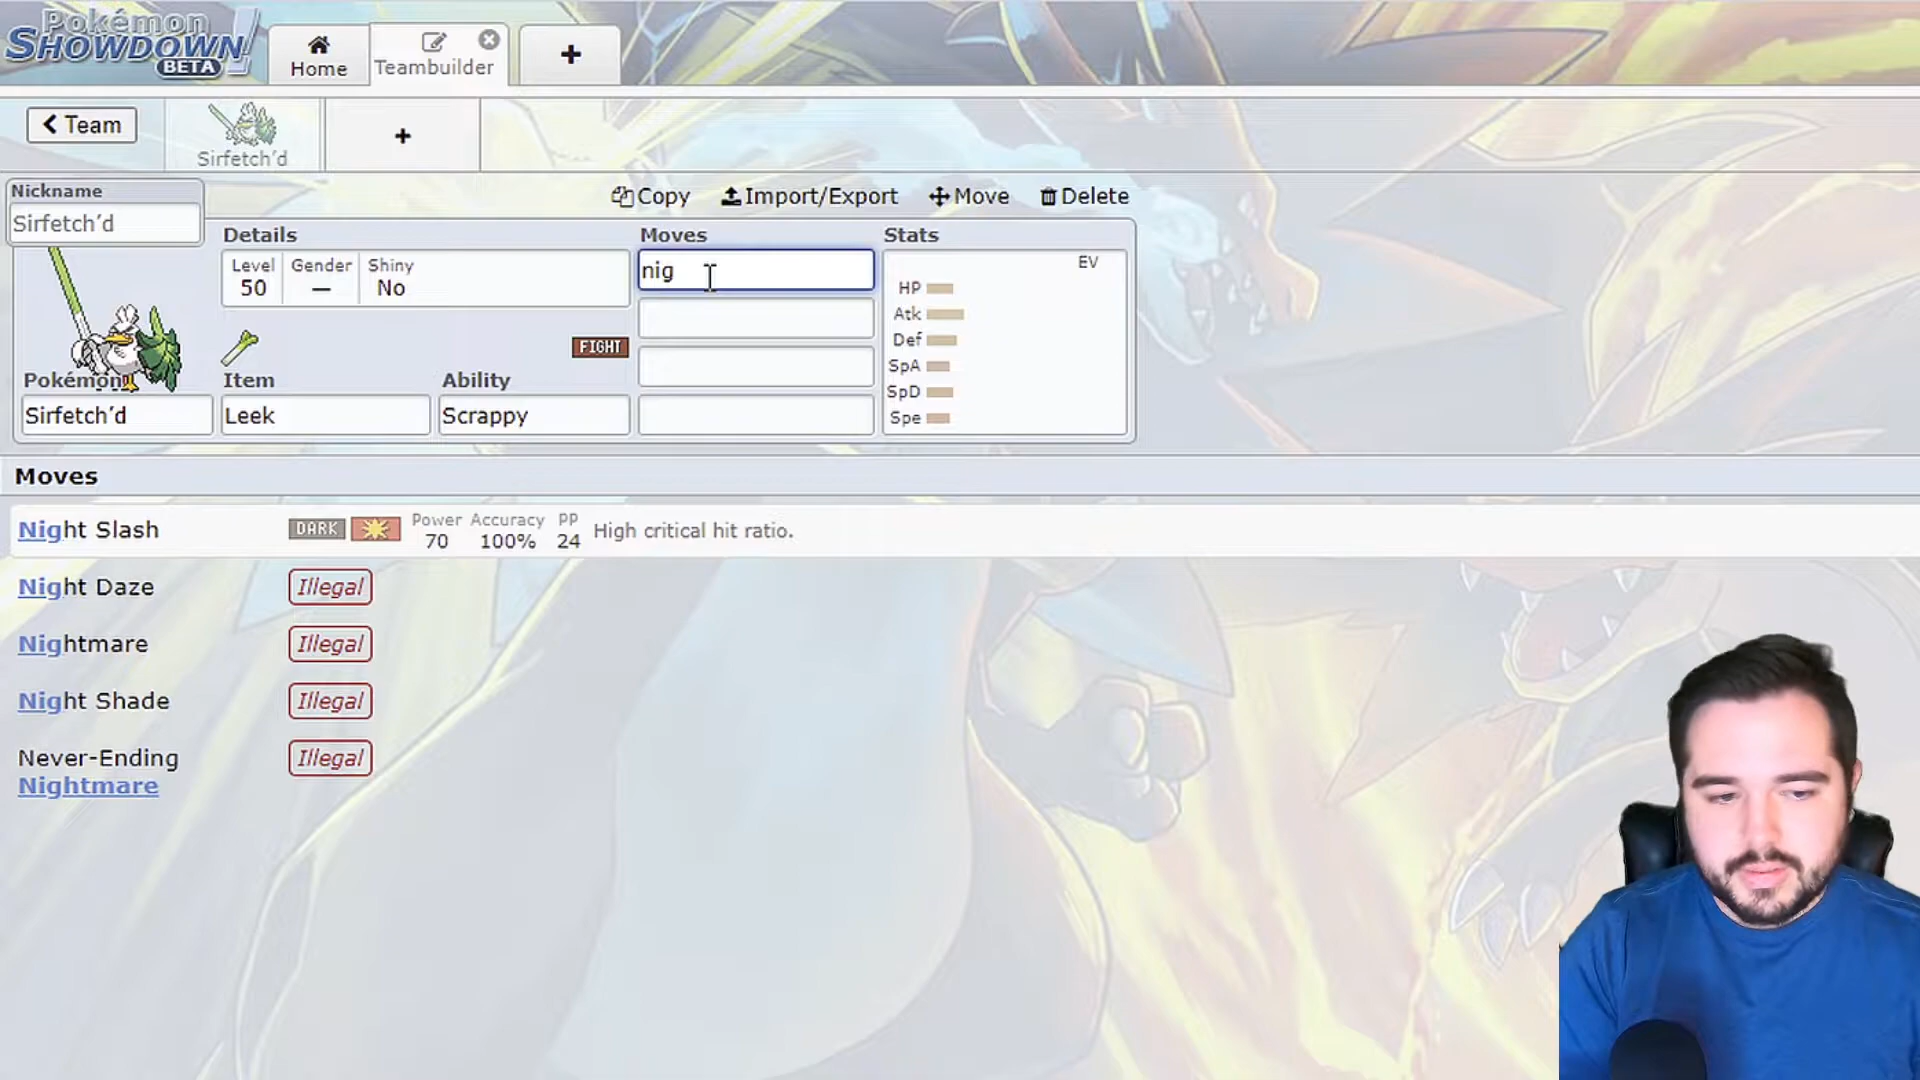 Pokémon
SHOWDOWN!
BETA
Home
Teambuilder
+
Team
Sirfetch'd
+
Nickname
Sirfetch'd
Copy
Import/Export
Move
Delete
Details
Moves
Stats
Level
Gender
Shiny
50
—
No
nig
EV
HP
Atk
Def
SpA
SpD
Spe
FIGHT
Pokémon
Item
Ability
Sirfetch'd
Leek
Scrappy
Moves
Night Slash
DARK
Power
Accuracy
PP
70
100%
24
High critical hit ratio.
Night Daze
Illegal
Nightmare
Illegal
Night Shade
Illegal
Never-Ending
Nightmare
Illegal